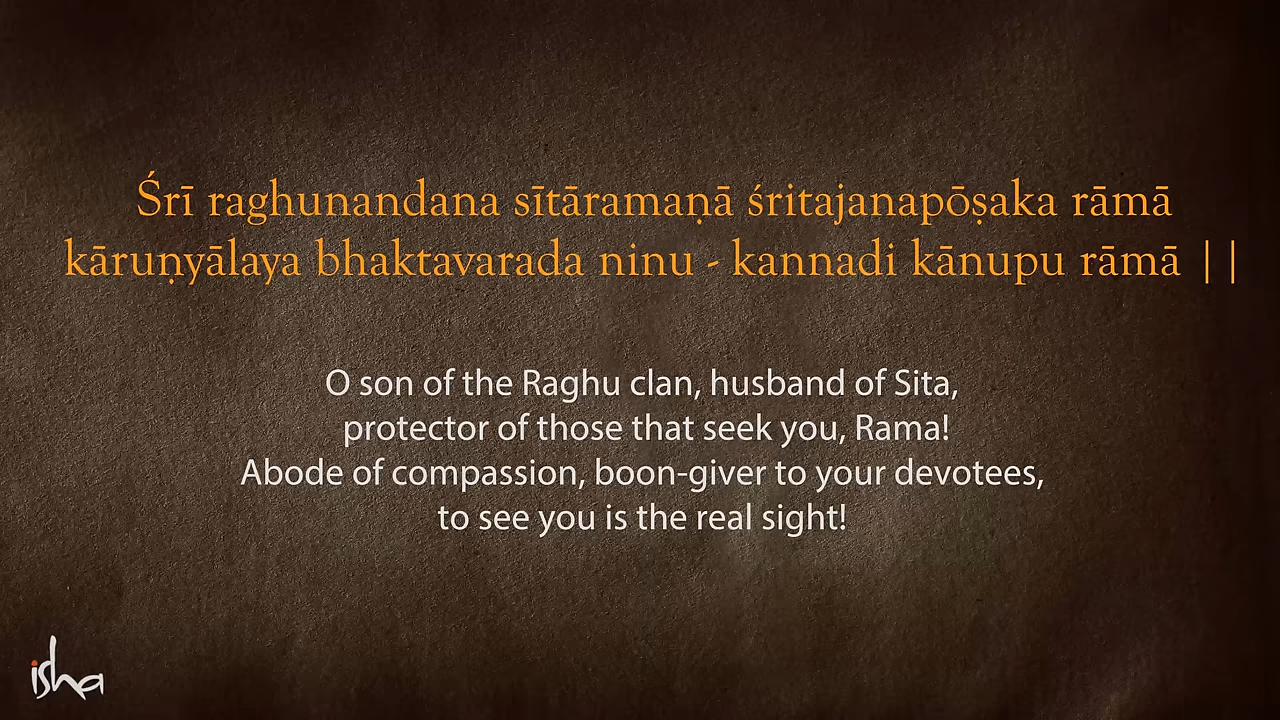 Śrī raghunandana sītāramaṇā śritajanapōṣaka rāmā
kāruṇyālaya bhaktavarada ninu - kannadi kānupu rāmā ||
O son of the Raghu clan, husband of Sita,
protector of those that seek you, Rama!
Abode of compassion, boon-giver to your devotees,
to see you is the real sight!
isha